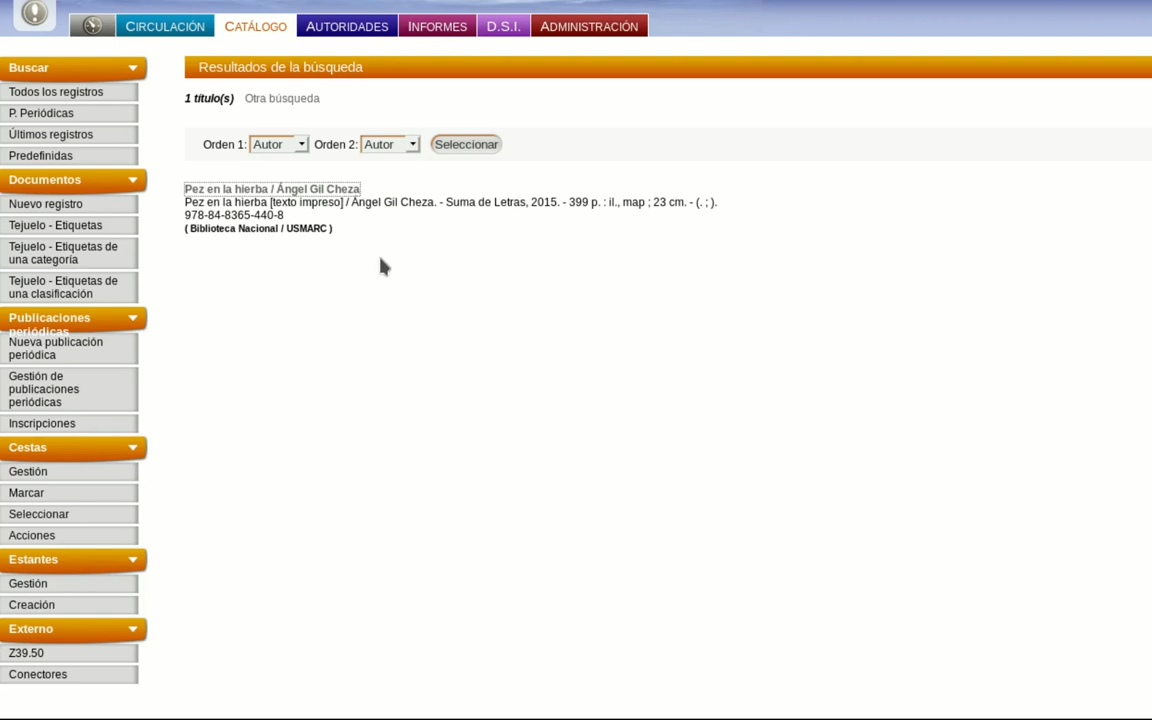 CIRCULACIÓN CATÁLOGO AUTORIDADES INFORMES D.S.I. ADMINISTRACIÓN
Buscar
Todos los registros
P. Periódicas
Últimos registros
Predefinidas
Documentos
Nuevo registro
Tejuelo - Etiquetas
Tejuelo - Etiquetas de
una categoría
Tejuelo - Etiquetas de
una clasificación
Publicaciones
periódicas
Nueva publicación
periódica
Gestión de
publicaciones
periódicas
Inscripciones
Cestas
Gestión
Marcar
Seleccionar
Acciones
Estantes
Gestión
Creación
Externo
Z39.50
Conectores
Resultados de la búsqueda
1 título(s) Otra búsqueda
Orden 1: Autor Orden 2: Autor Seleccionar
Pez en la hierba / Ángel Gil Cheza
Pez en la hierba [texto impreso] / Ángel Gil Cheza. - Suma de Letras, 2015. - 399 p. : il., map ; 23 cm. - (. ; ).
978-84-8365-440-8
( Biblioteca Nacional / USMARC )